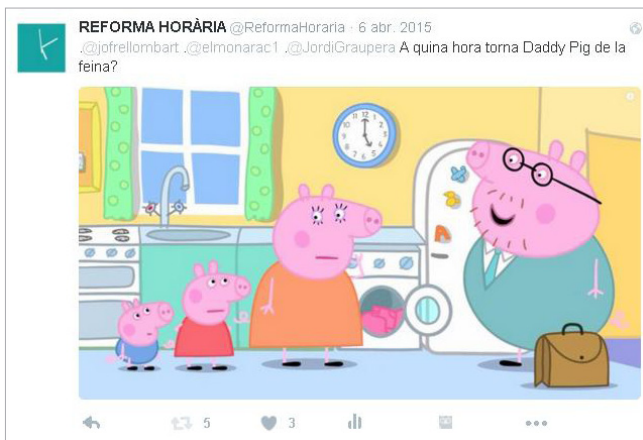 REFORMA HORÀRIA @ReformaHoraria · 6 abr. 2015
.@jofrellombart .@elmonarac1 .@JordiGraupera A quina hora torna Daddy Pig de la
feina?
5 3